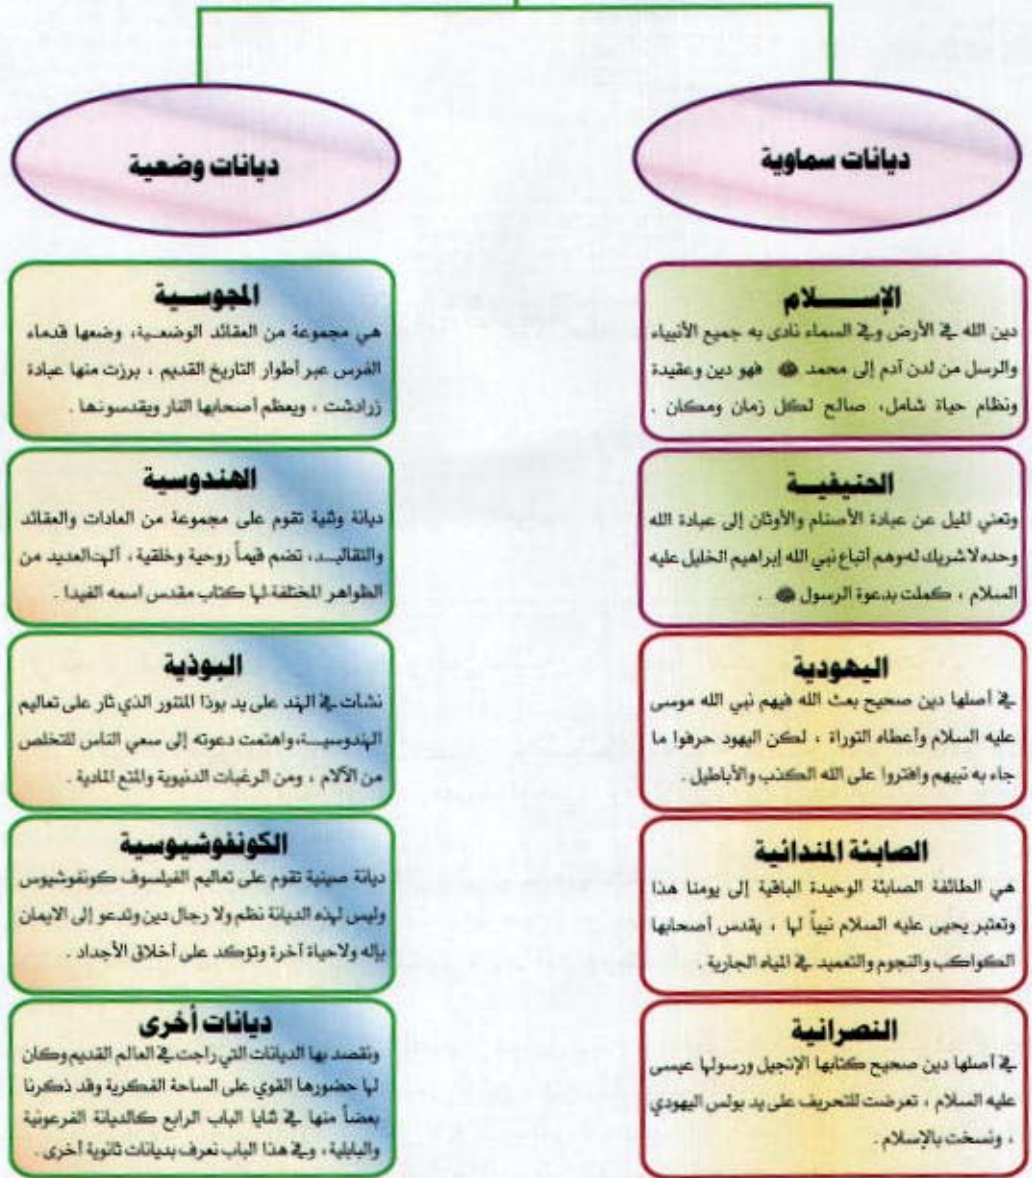 ديانات سماوية
الإســـــلام
دين الله في الأرض وفي السماء نادى به جميع الأنبياء
والرسل من لدن آدم إلى محمد ﷺ فهو دين وعقيدة
ونظام حياة شامل، صالح لكل زمان ومكان .
الحنيفيــة
وتعني الميل عن عبادة الأصنام والأوثان إلى عبادة الله
وحده لاشريك له وهم أتباع نبي الله إبراهيم الخليل عليه
السلام ، كملت بدعوة الرسول ﷺ .
اليهودية
في أصلها دين صحيح بعث الله فيهم نبي الله موسى
عليه السلام وأعطاه التوراة ، لكن اليهود حرفوا ما
جاء به نبيهم وافتروا على الله الكذب والأباطيل .
الصابئة المندائية
هي الطائفة الصابئة الوحيدة الباقية إلى يومنا هذا
وتعتبر يحيى عليه السلام نبياً لها ، يقدس أصحابها
الكواكب والنجوم والتعميد في المياه الجارية .
النصرانية
في أصلها دين صحيح كتابها الإنجيل ورسولها عيسى
عليه السلام ، تعرضت للتحريف على يد بولس اليهودي
، ونسخت بالإسلام .
ديانات وضعية
المجوســية
هي مجموعة من العقائد الوضعـية، وضعها قدماء
الفرس عبر أطوار التاريخ القديم ، برزت منها عبادة
زرادشت ، ويعظم أصحابها النار ويقدسونها .
الهندوسية
ديانة وثنية تقوم على مجموعة من العادات والعقائد
والتقاليــد، تضم قيماً روحية وخلقية ، ألهت العديد من
الظواهر المختلفة لها كتاب مقدس اسمه الفيدا .
البوذية
نشأت في الهند على يد بوذا المتنور الذي ثار على تعاليم
الهندوسيــة، واهتمت دعوته إلى سعي الناس للتخلص
من الآلام ، ومن الرغبات الدنيوية والمتع المادية .
الكونفوشيوسية
ديانة صينية تقوم على تعاليم الفيلسوف كونفوشيوس
وليس لهذه الديانة نظم ولا رجال دين وتدعو إلى الايمان
بإله ولاحياة آخرة وتؤكد على أخلاق الأجداد .
ديانات أخرى
ونقصد بها الديانات التي راجت في العالم القديم وكان
لها حضورها القوي على الساحة الفكرية وقد ذكرنا
بعضاً منها في ثنايا الباب الرابع كالديانة الفرعونية
والبابلية ، وفي هذا الباب نعرف بديانات ثانوية أخرى .